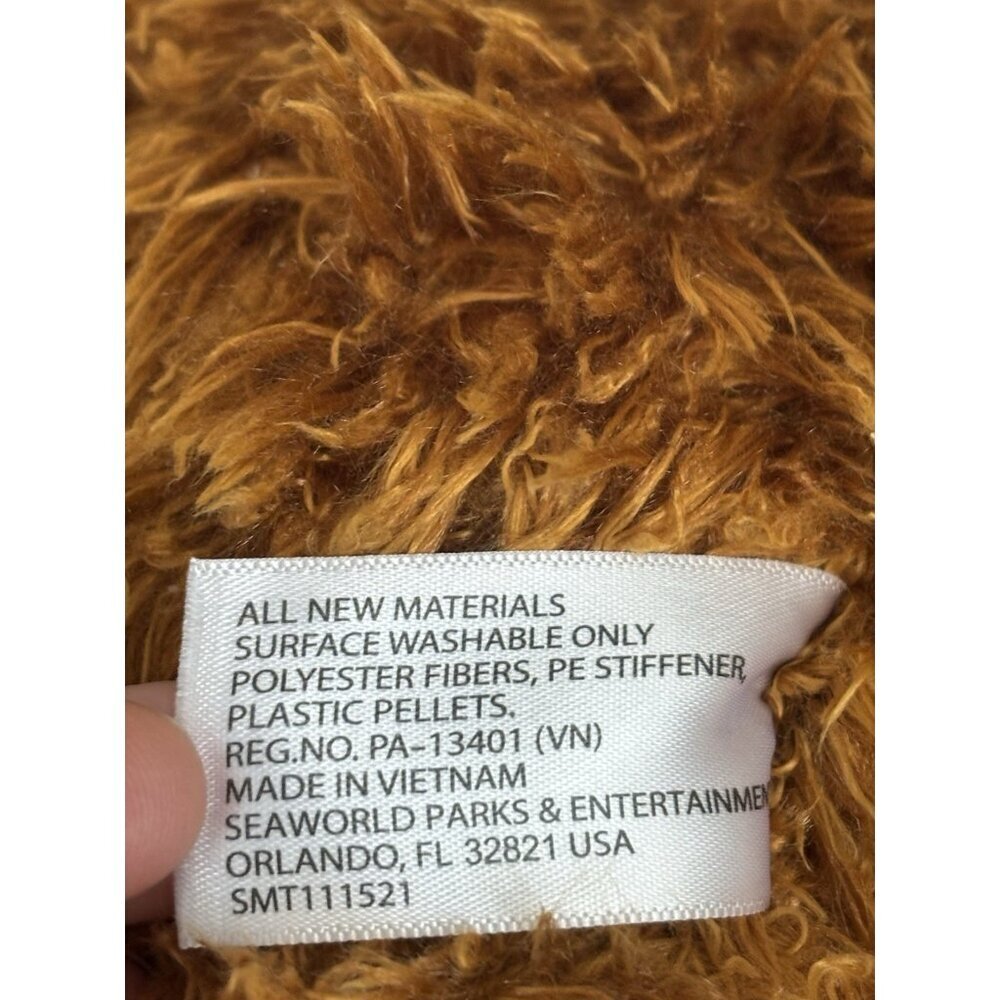 ALL NEW MATERIALS
SURFACE WASHABLE ONLY
POLYESTER FIBERS, PE STIFFENER,
PLASTIC PELLETS.
REG.NO. PA-13401 (VN)
MADE IN VIETNAM
SEAWORLD PARKS & ENTERTAINMEN
ORLANDO, FL 32821 USA
SMT111521